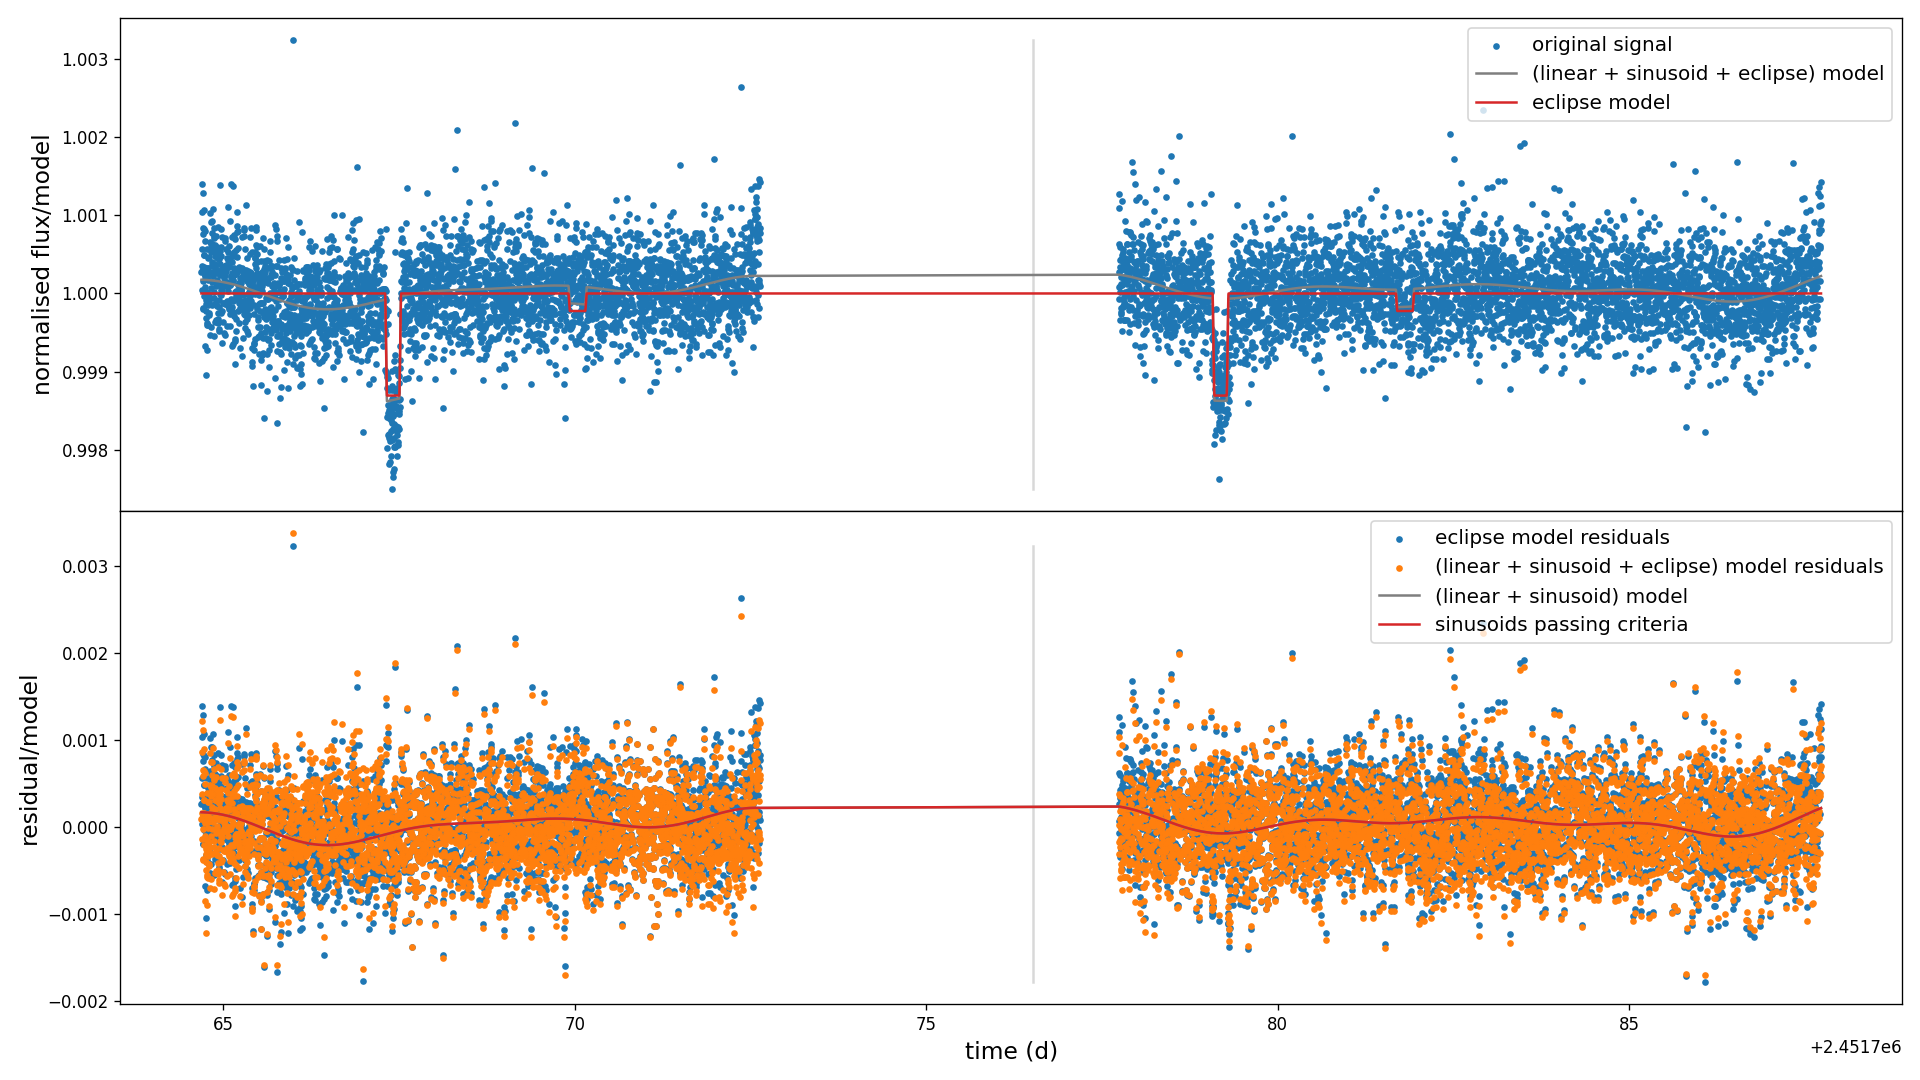 original signal
(linear + sinusoid + eclipse) model
eclipse model
1.003
1.002
1.001
1.000
0.999
0.998
normalised flux/model
eclipse model residuals
(linear + sinusoid + eclipse) model residuals
(linear + sinusoid) model
sinusoids passing criteria
0.003
0.002
0.001
0.000
−0.001
−0.002
residual/model
65 70 75 80 85
time (d)
+2.4517e6